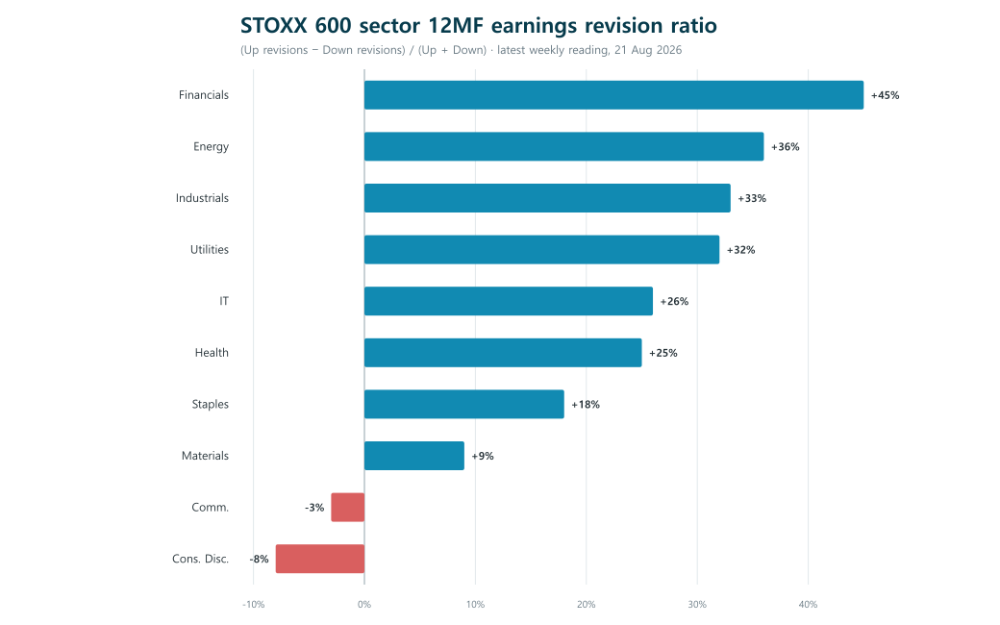 STOXX 600 sector 12MF earnings revision ratio
(Up revisions − Down revisions) / (Up + Down) · latest weekly reading, 21 Aug 2026
Financials +45%
Energy +36%
Industrials +33%
Utilities +32%
IT +26%
Health +25%
Staples +18%
Materials +9%
Comm. -3%
Cons. Disc. -8%
-10% 0% 10% 20% 30% 40%